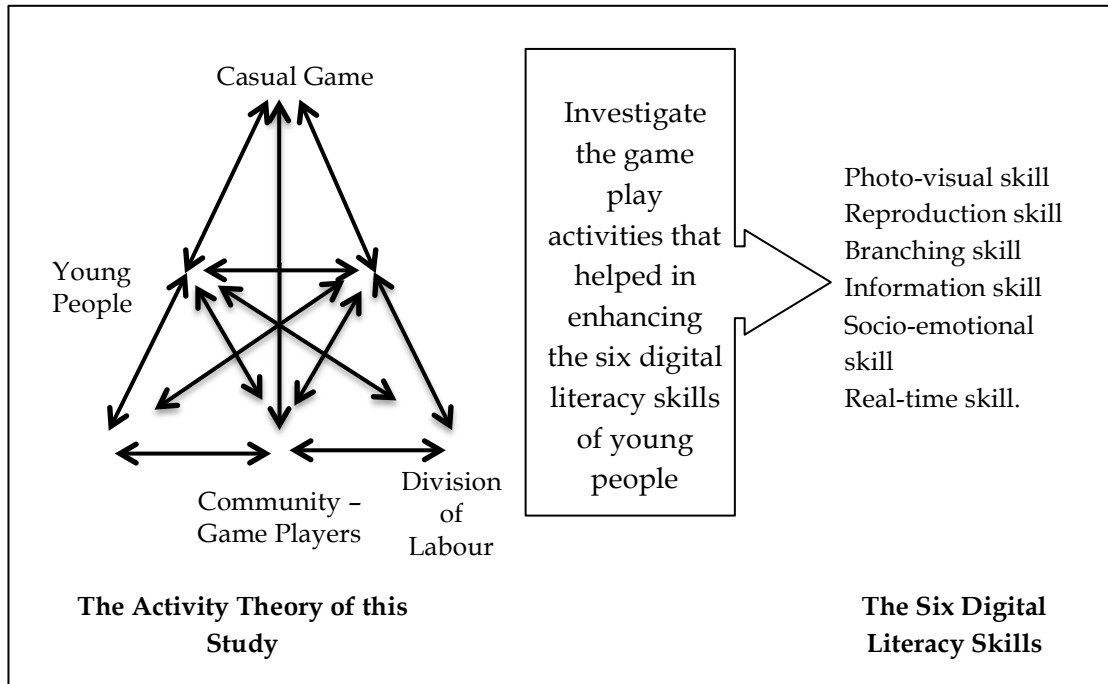 Casual Game
Young
People
Community –
Game Players
Division
of
Labour
The Activity Theory of this
Study
Investigate
the game
play
activities that
helped in
enhancing
the six digital
literacy skills
of young
people
Photo-visual skill
Reproduction skill
Branching skill
Information skill
Socio-emotional
skill
Real-time skill.
The Six Digital
Literacy Skills